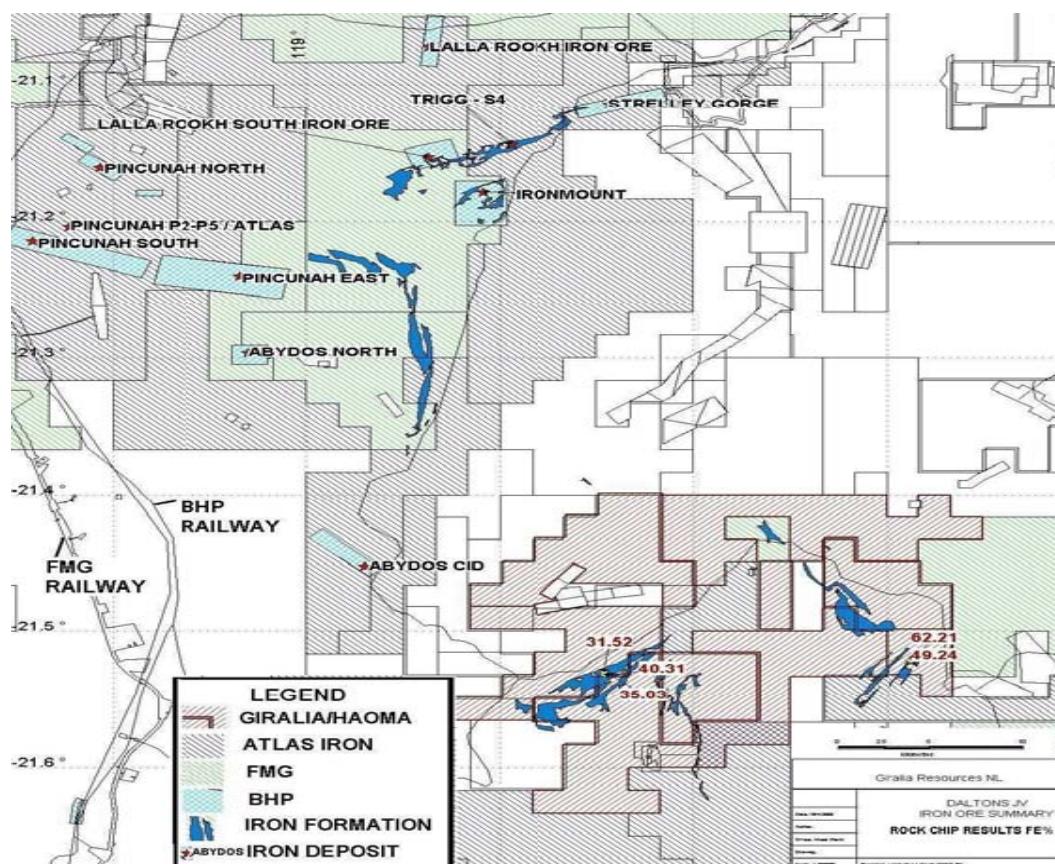 119°
LALLA ROOKH IRON ORE
-21.1°
TRIGG - S4
STRELLEY GORGE
LALLA ROOKH SOUTH IRON ORE
PINCUNAH NORTH
IRONMOUNT
-21.2°
PINCUNAH P2-P5 / ATLAS
PINCUNAH SOUTH
PINCUNAH EAST
-21.3°
ABYDOS NORTH
-21.4°
BHP
RAILWAY
FMG
RAILWAY
ABYDOS CID
-21.5°
31.52
62.21
40.31
49.24
35.03
-21.6°
LEGEND
GIRALIA/HAOMA
ATLAS IRON
FMG
BHP
IRON FORMATION
ABYDOS IRON DEPOSIT
Giralia Resources NL
DALTONS JV
IRON ORE SUMMARY
ROCK CHIP RESULTS FE%